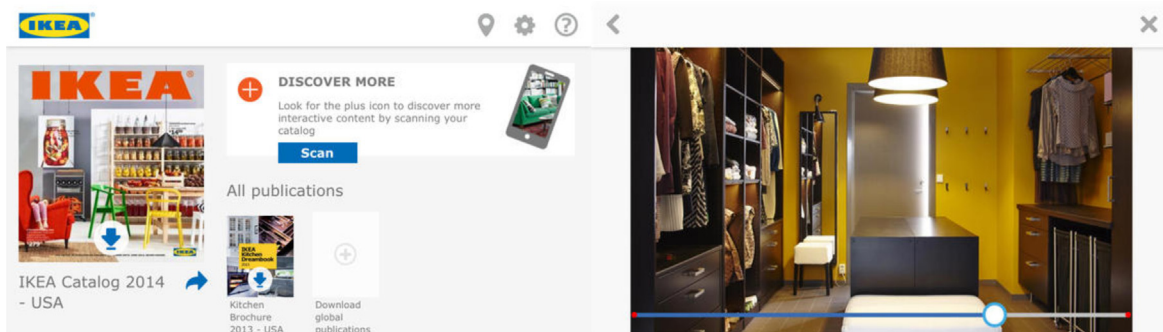 IKEA
IKEA
DISCOVER MORE
Look for the plus icon to discover more
interactive content by scanning your
catalog
Scan
All publications
IKEA
Kitchen
Dreambook
IKEA
IKEA Catalog 2014
- USA
Kitchen
Brochure
2013 - USA
Download
global
publications